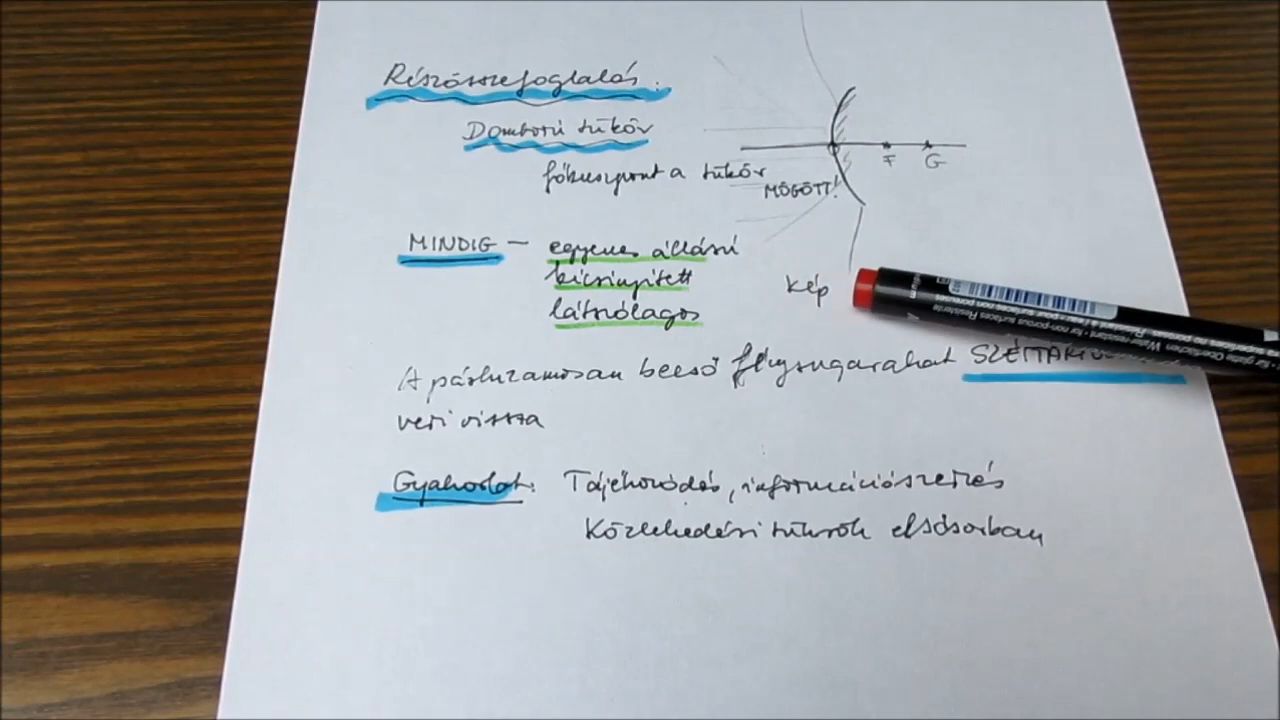 Részösszefoglalás.
Domború tükör
fókuszpont a tükör
MÖGÖTT!
F G
MINDIG – egyenes állású
kicsinyített
látszólagos
kép
A párhuzamosan beeső fénysugarakat
veri vissza
Gyakorlat: Tájékozódás, információszerzés
Közlekedési tükrök elsősorban